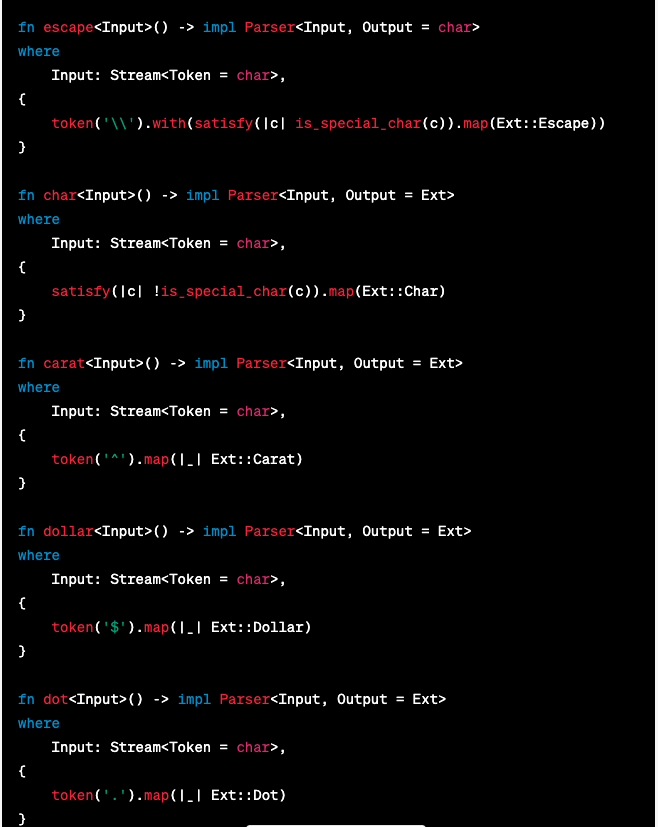 fn escape<Input>() -> impl Parser<Input, Output = char>
where
    Input: Stream<Token = char>,
{
    token('\\').with(satisfy(|c| is_special_char(c)).map(Ext::Escape))
}

fn char<Input>() -> impl Parser<Input, Output = Ext>
where
    Input: Stream<Token = char>,
{
    satisfy(|c| !is_special_char(c)).map(Ext::Char)
}

fn carat<Input>() -> impl Parser<Input, Output = Ext>
where
    Input: Stream<Token = char>,
{
    token('^').map(|_| Ext::Carat)
}

fn dollar<Input>() -> impl Parser<Input, Output = Ext>
where
    Input: Stream<Token = char>,
{
    token('$').map(|_| Ext::Dollar)
}

fn dot<Input>() -> impl Parser<Input, Output = Ext>
where
    Input: Stream<Token = char>,
{
    token('.').map(|_| Ext::Dot)
}